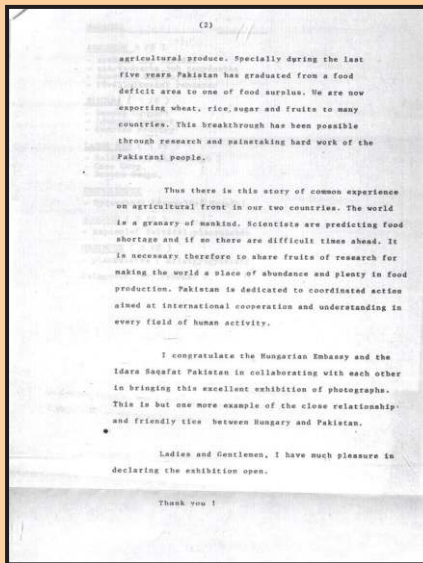 (2)
agricultural produce. Specially during the last
five years Pakistan has graduated from a food
deficit area to one of food surplus. We are now
exporting wheat, rice,sugar and fruits to many
countries. This breakthrough has been possible
through research and painstaking hard work of the
Pakistani people.
Thus there is this story of common experience
on agricultural front in our two countries. The world
is a granary of mankind. Scientists are predicting food
shortage and if so there are difficult times ahead. It
is necessary therefore to share fruits of research for
making the world a place of abundance and plenty in food
production. Pakistan is dedicated to coordinated action
aimed at international cooperation and understanding in
every field of human activity.
I congratulate the Hungarian Embassy and the
Idara Saqafat Pakistan in collaborating with each other
in bringing this excellent exhibition of photographs.
This is but one more example of the close relationship
and friendly ties between Hungary and Pakistan.
Ladies and Gentlemen, I have much pleasure in
declaring the exhibition open.
Thank you !